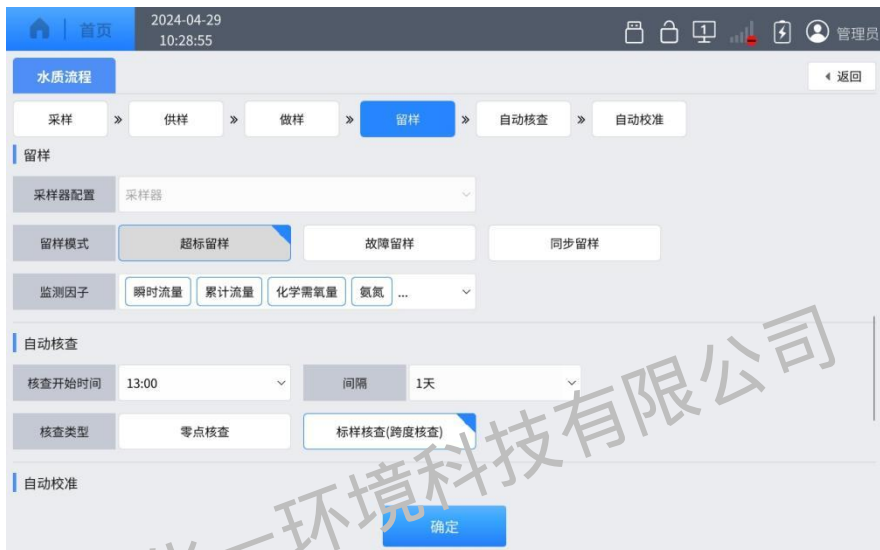 首页 2024-04-29 管理员
10:28:55
水质流程 返回
采样 » 供样 » 做样 » 留样 » 自动核查 » 自动校准
留样
采样器配置 采样器
留样模式 超标留样 故障留样 同步留样
监测因子 瞬时流量 累计流量 化学需氧量 氨氮 ...
自动核查
核查开始时间 13:00 间隔 1天
核查类型 零点核查 标样核查(跨度核查)
自动校准
确定
一环境科技有限公司